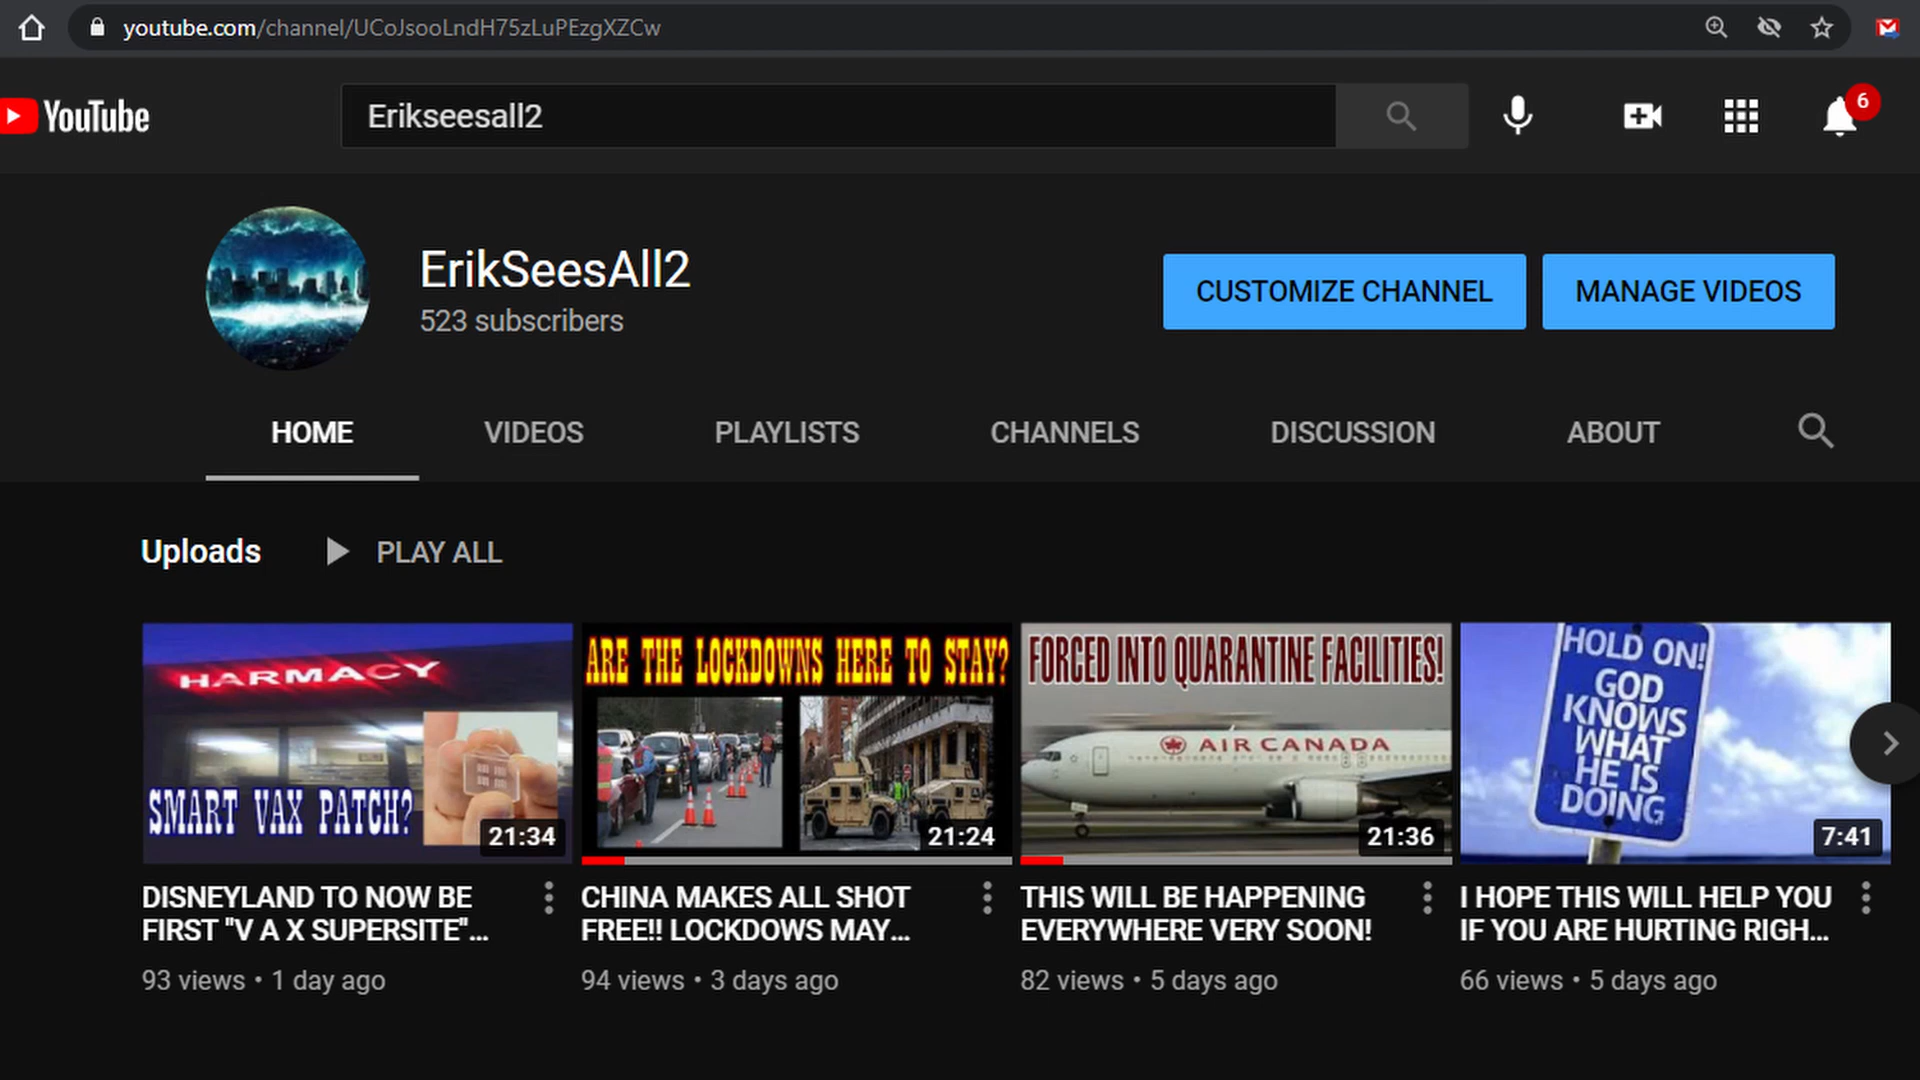 youtube.com/channel/UCoJsooLndH75zLuPEzgXZCw
YouTube
Erikseesall2
6
ErikSeesAll2
523 subscribers
CUSTOMIZE CHANNEL
MANAGE VIDEOS
HOME
VIDEOS
PLAYLISTS
CHANNELS
DISCUSSION
ABOUT
Uploads
PLAY ALL
HARMACY
SMART VAX PATCH?
21:34
DISNEYLAND TO NOW BE
FIRST "V A X SUPERSITE"...
93 views • 1 day ago
ARE THE LOCKDOWNS HERE TO STAY?
21:24
CHINA MAKES ALL SHOT
FREE!! LOCKDOWS MAY...
94 views • 3 days ago
FORCED INTO QUARANTINE FACILITIES!
AIR CANADA
21:36
THIS WILL BE HAPPENING
EVERYWHERE VERY SOON!
82 views • 5 days ago
HOLD ON!
GOD
KNOWS
WHAT
HE IS
DOING
7:41
I HOPE THIS WILL HELP YOU
IF YOU ARE HURTING RIGH...
66 views • 5 days ago